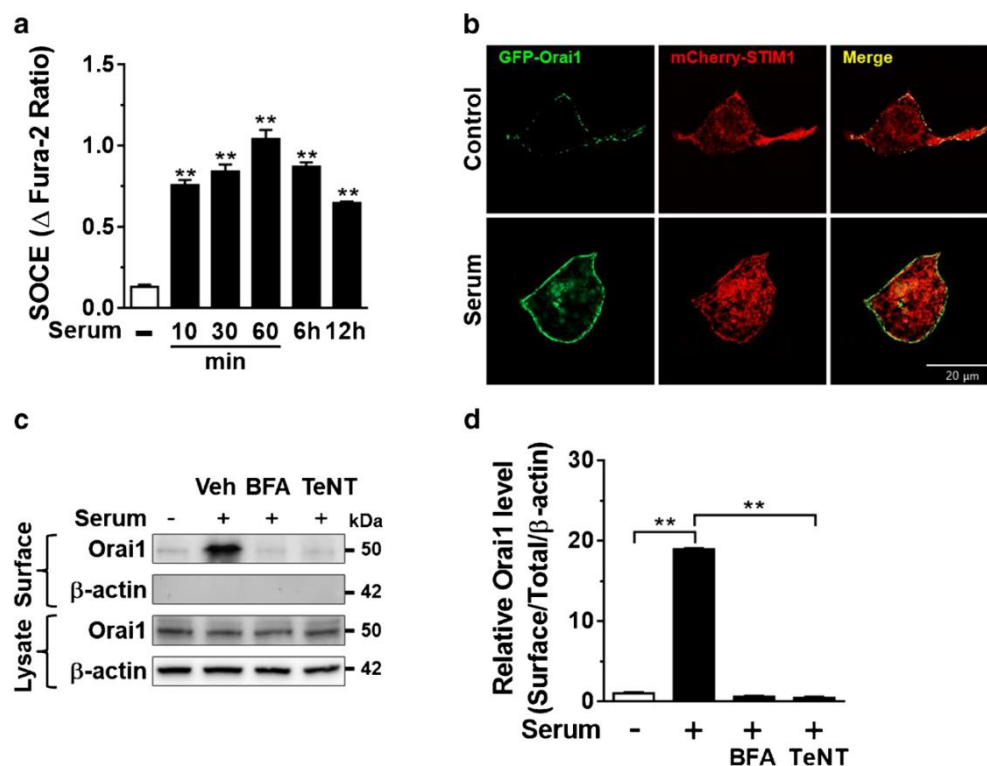 a
SOCE (Δ Fura-2 Ratio)
1.5
1.0
0.5
0.0
**
**
**
**
**
Serum – 10 30 60 6h 12h
min
b
GFP-Orai1 mCherry-STIM1 Merge
Control
Serum
20 μm
c
Veh BFA TeNT
Serum - + + + kDa
Surface
Orai1 50
β-actin 42
Lysate
Orai1 50
β-actin 42
d
Relative Orai1 level
(Surface/Total/β-actin)
30
20
10
0
** **
Serum - + + +
BFA TeNT